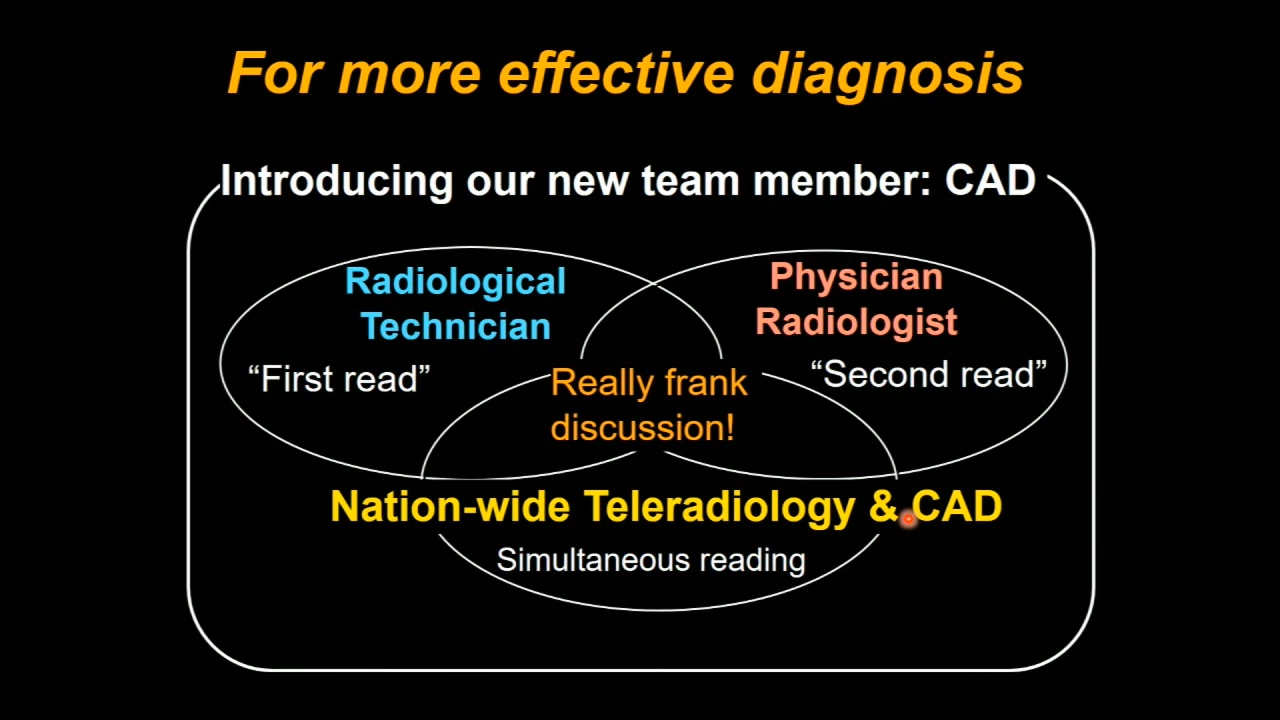 For more effective diagnosis
Introducing our new team member: CAD
Radiological
Technician
“First read”
Physician
Radiologist
“Second read”
Really frank
discussion!
Nation-wide Teleradiology & CAD
Simultaneous reading